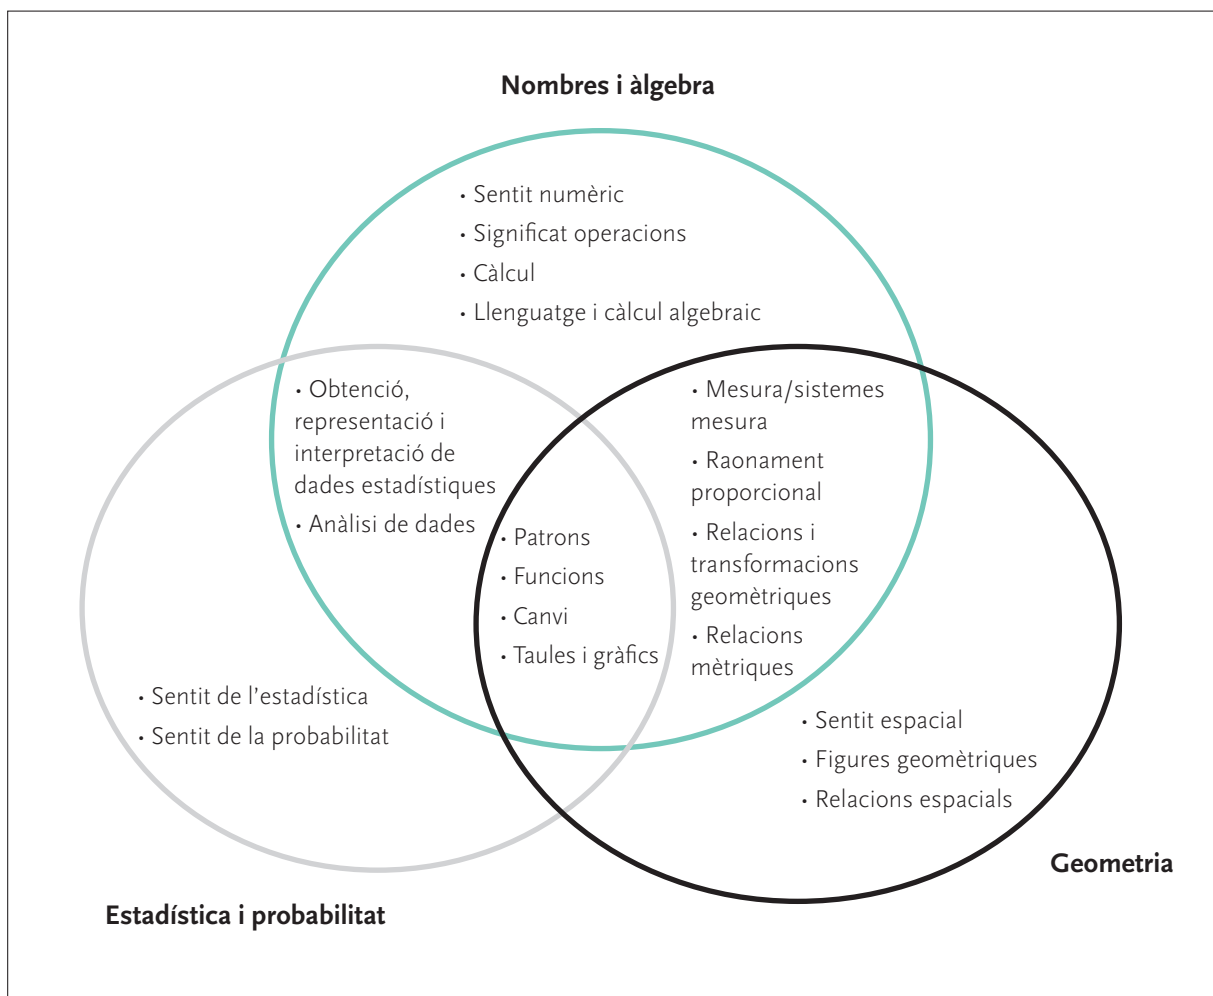 Nombres i àlgebra
• Sentit numèric
• Significat operacions
• Càlcul
• Llenguatge i càlcul algebraic
• Obtenció,
representació i
interpretació de
dades estadístiques
• Anàlisi de dades
• Mesura/sistemes
mesura
• Raonament
proporcional
• Relacions i
transformacions
geomètriques
• Relacions
mètriques
• Patrons
• Funcions
• Canvi
• Taules i gràfics
• Sentit de l’estadística
• Sentit de la probabilitat
• Sentit espacial
• Figures geomètriques
• Relacions espacials
Geometria
Estadística i probabilitat